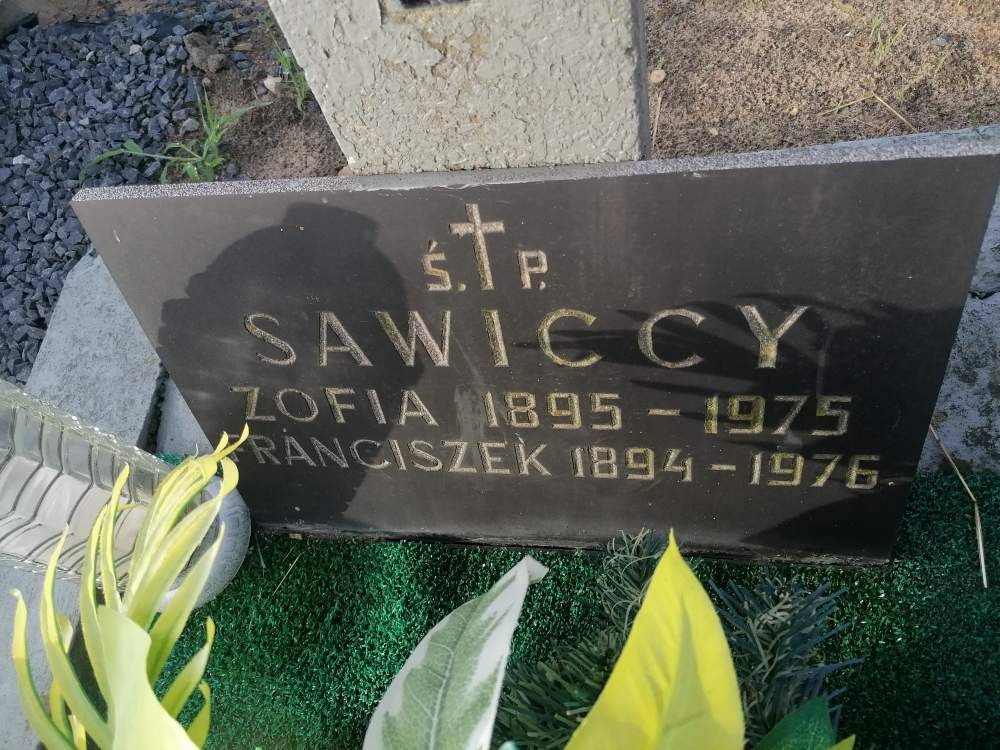 Ś. P.
SAWICCY
ZOFIA 1895 – 1975
FRANCISZEK 1894 – 1976